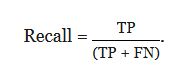 Recall = TP / (TP + FN).